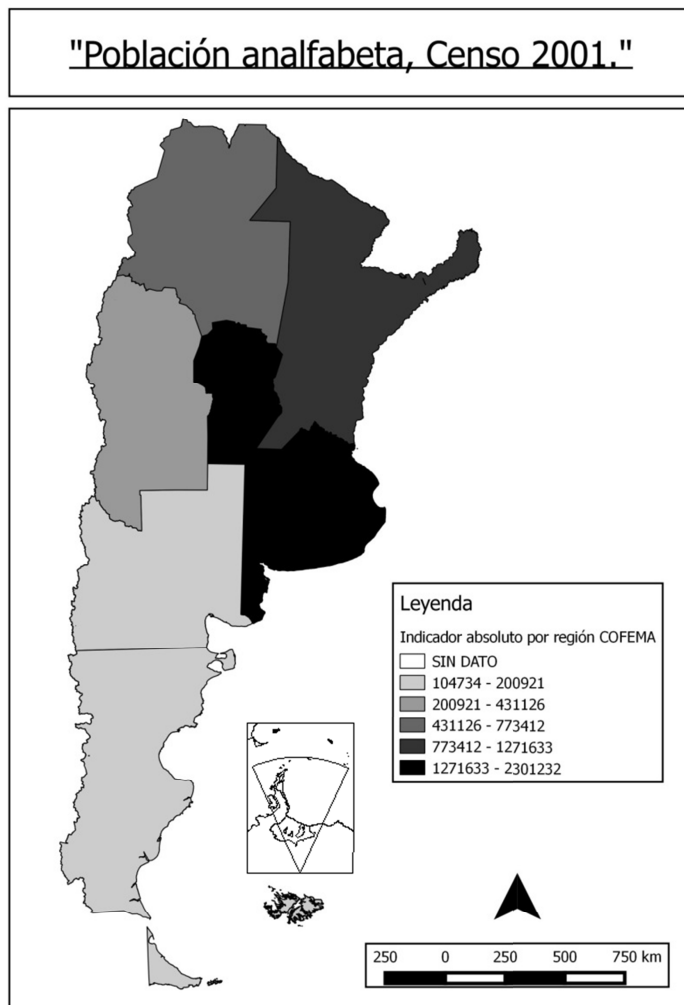 "Población analfabeta, Censo 2001."
Leyenda
Indicador absoluto por región COFEMA
SIN DATO
104734 - 200921
200921 - 431126
431126 - 773412
773412 - 1271633
1271633 - 2301232
250 0 250 500 750 km